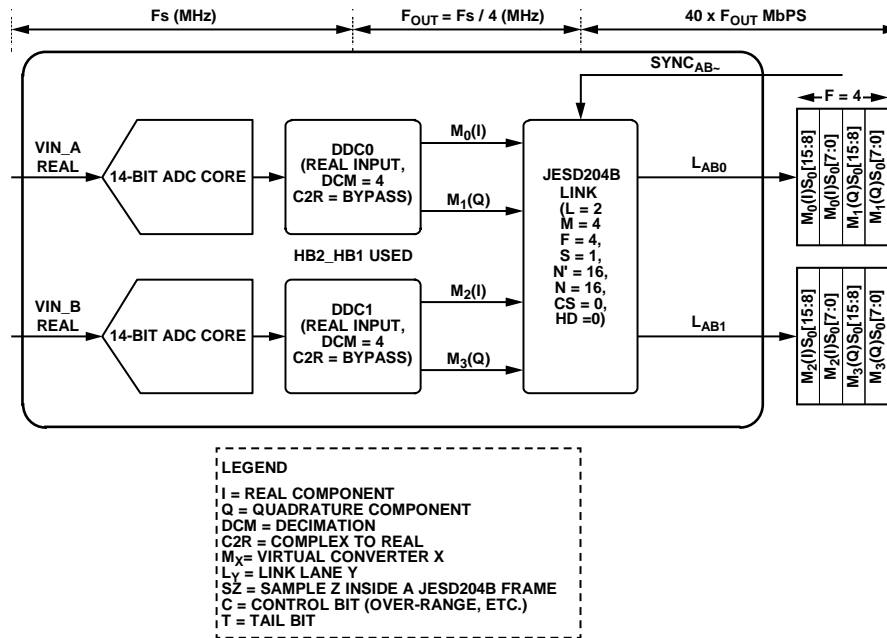 Fs (MHz)
FOUT = Fs / 4 (MHz)
40 x FOUT MbPS
SYNCAB~
F = 4
VIN_A
REAL
14-BIT ADC CORE
DDC0
(REAL INPUT,
DCM = 4
C2R = BYPASS)
M0(I)
M1(Q)
HB2_HB1 USED
VIN_B
REAL
14-BIT ADC CORE
DDC1
(REAL INPUT,
DCM = 4
C2R = BYPASS)
M2(I)
M3(Q)
JESD204B
LINK
(L = 2
M = 4
F = 4,
S = 1,
N' = 16,
N = 16,
CS = 0,
HD =0)
LAB0
LAB1
M0(I)S0[15:8]
M0(I)S0[7:0]
M1(Q)S0[15:8]
M1(Q)S0[7:0]
M2(I)S0[15:8]
M2(I)S0[7:0]
M3(Q)S0[15:8]
M3(Q)S0[7:0]
LEGEND
I = REAL COMPONENT
Q = QUADRATURE COMPONENT
DCM = DECIMATION
C2R = COMPLEX TO REAL
MX= VIRTUAL CONVERTER X
LY = LINK LANE Y
SZ = SAMPLE Z INSIDE A JESD204B FRAME
C = CONTROL BIT (OVER-RANGE, ETC.)
T = TAIL BIT